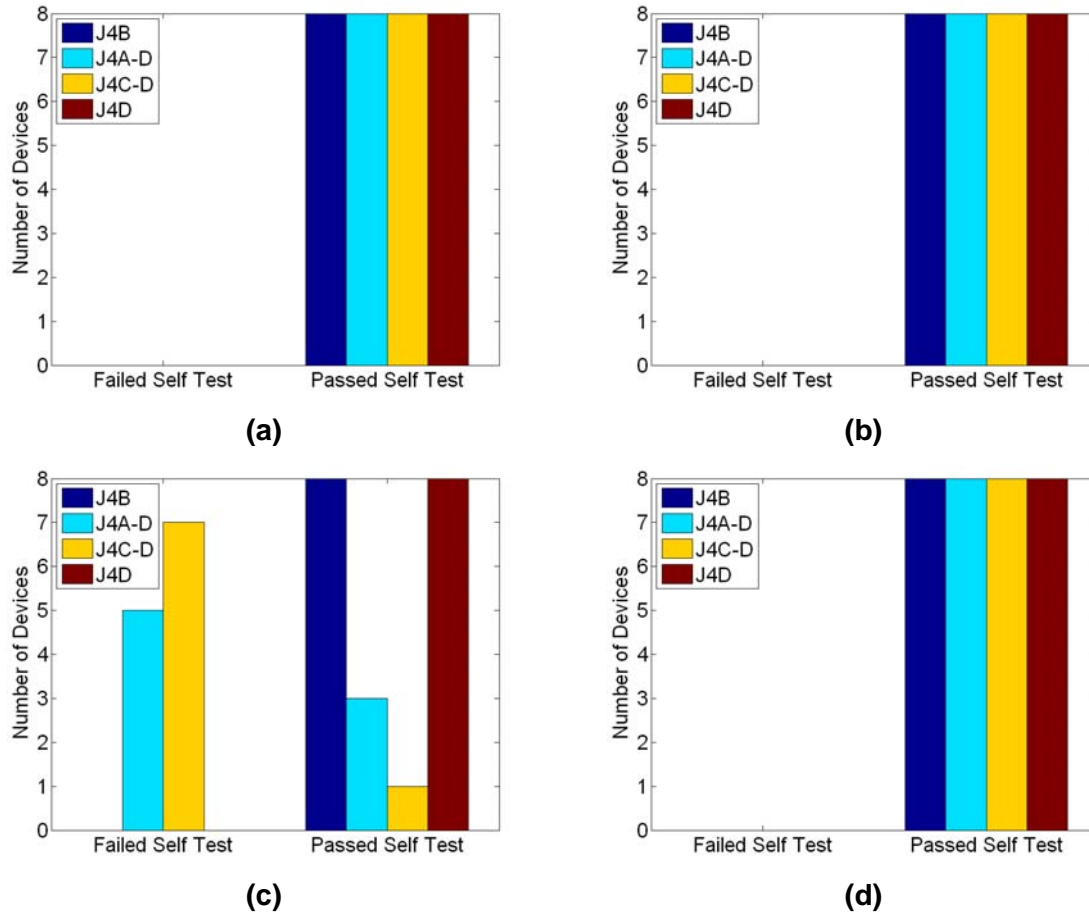 8
7
6
5
4
3
2
1
0
Number of Devices
J4B
J4A-D
J4C-D
J4D
Failed Self Test Passed Self Test
(a)
8
7
6
5
4
3
2
1
0
Number of Devices
J4B
J4A-D
J4C-D
J4D
Failed Self Test Passed Self Test
(b)
8
7
6
5
4
3
2
1
0
Number of Devices
J4B
J4A-D
J4C-D
J4D
Failed Self Test Passed Self Test
(c)
8
7
6
5
4
3
2
1
0
Number of Devices
J4B
J4A-D
J4C-D
J4D
Failed Self Test Passed Self Test
(d)